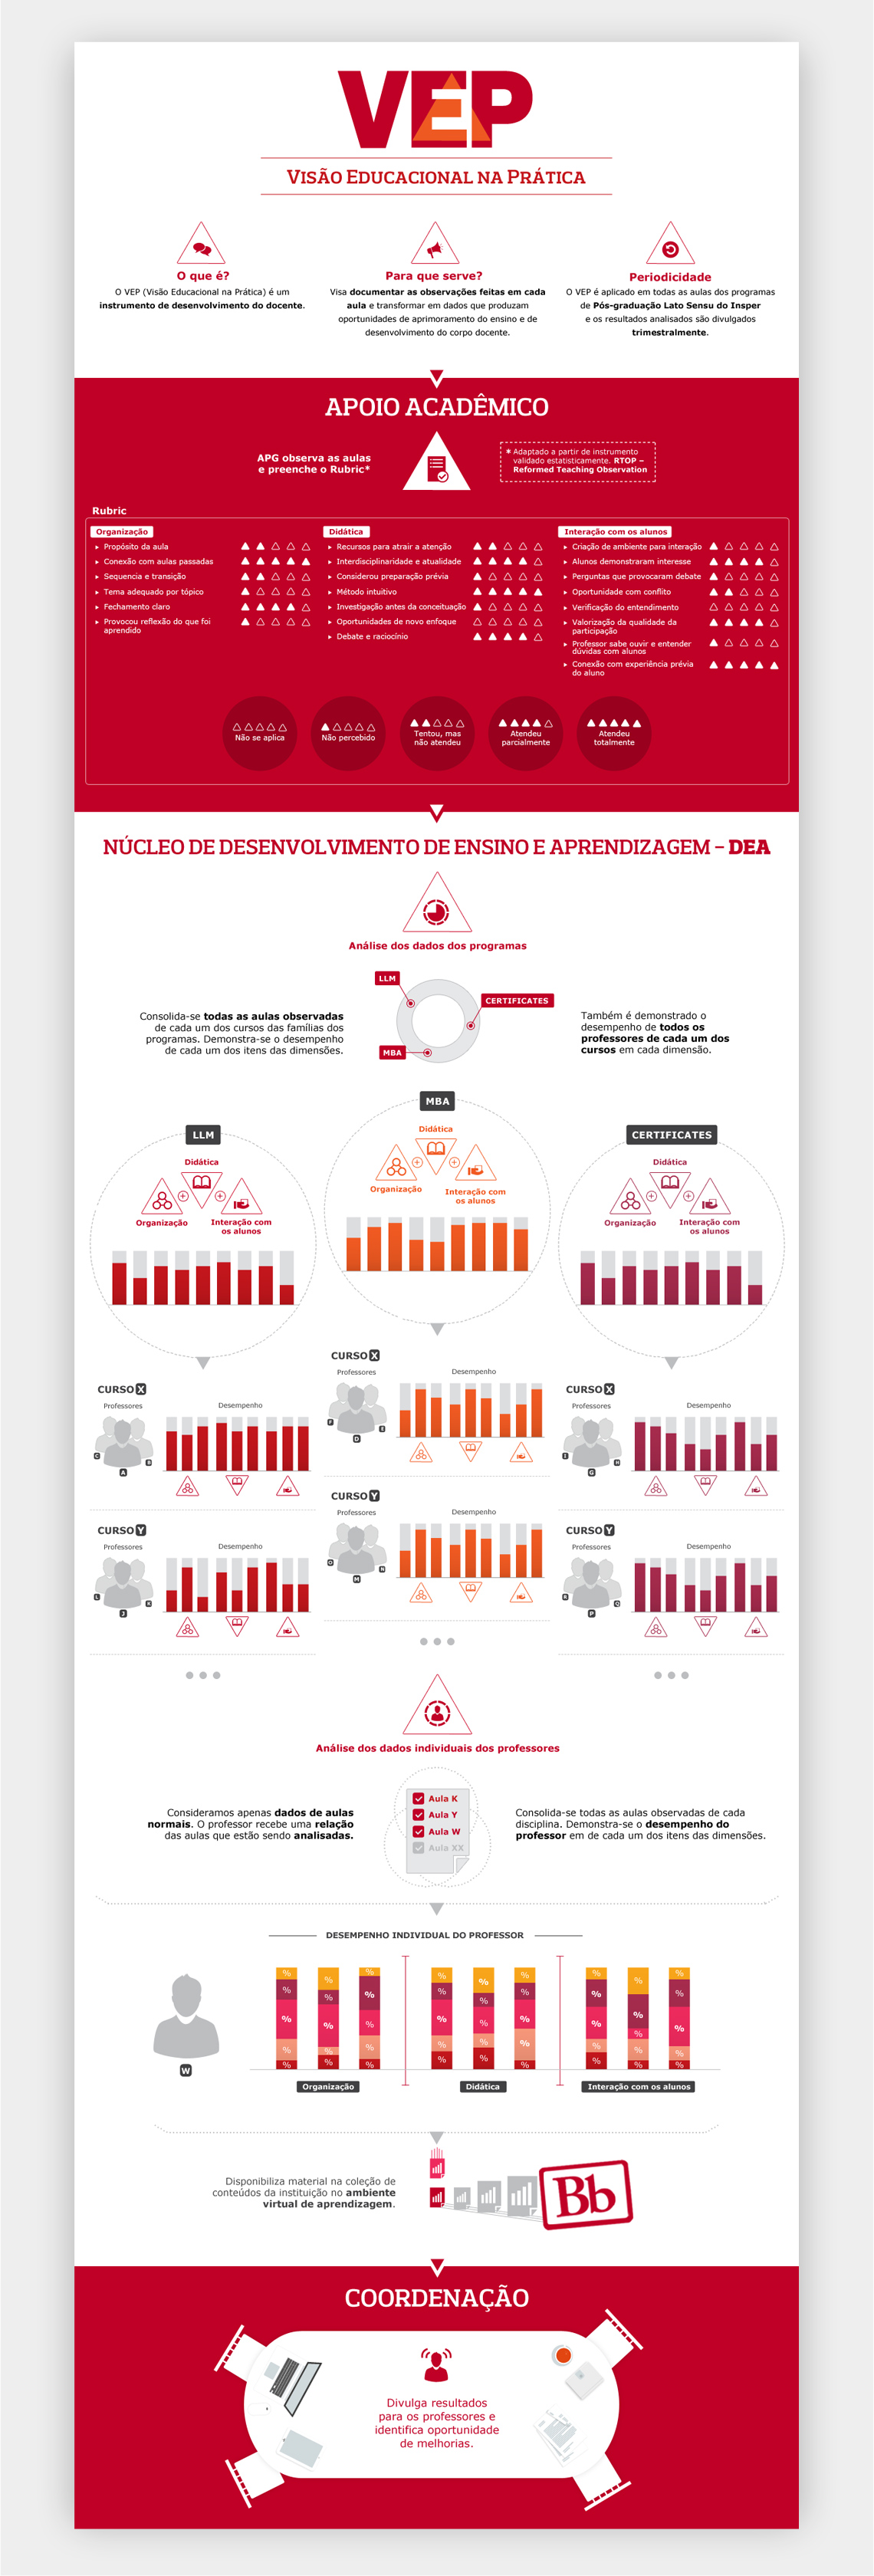 VEP
VISÃO EDUCACIONAL NA PRÁTICA
O que é?
O VEP (Visão Educacional na Prática) é um
instrumento de desenvolvimento do docente.
Para que serve?
Visa documentar as observações feitas em cada
aula e transformar em dados que produzam
oportunidades de aprimoramento do ensino e de
desenvolvimento do corpo docente.
Periodicidade
O VEP é aplicado em todas as aulas dos programas
de Pós-graduação Lato Sensu do Insper
e os resultados analisados são divulgados
trimestralmente.
APOIO ACADÊMICO
APG observa as aulas
e preenche o Rubric*
* Adaptado a partir de instrumento
validado estatisticamente. RTOP –
Reformed Teaching Observation
Rubric
Organização
Propósito da aula
Conexão com aulas passadas
Sequencia e transição
Tema adequado por tópico
Fechamento claro
Provocou reflexão do que foi
aprendido
Didática
Recursos para atrair a atenção
Interdisciplinaridade e atualidade
Considerou preparação prévia
Método intuitivo
Investigação antes da conceituação
Oportunidades de novo enfoque
Debate e raciocínio
Interação com os alunos
Criação de ambiente para interação
Alunos demonstraram interesse
Perguntas que provocaram debate
Oportunidade com conflito
Verificação do entendimento
Valorização da qualidade da
participação
Professor sabe ouvir e entender
dúvidas com alunos
Conexão com experiência prévia
do aluno
Não se aplica
Não percebido
Tentou, mas
não atendeu
Atendeu
parcialmente
Atendeu
totalmente
NÚCLEO DE DESENVOLVIMENTO DE ENSINO E APRENDIZAGEM – DEA
Análise dos dados dos programas
Consolida-se todas as aulas observadas
de cada um dos cursos das famílias dos
programas. Demonstra-se o desempenho
de cada um dos itens das dimensões.
LLM
CERTIFICATES
MBA
Também é demonstrado o
desempenho de todos os
professores de cada um dos
cursos em cada dimensão.
LLM
Didática
Organização
Interação com
os alunos
MBA
Didática
Organização
Interação com
os alunos
CERTIFICATES
Didática
Organização
Interação com
os alunos
CURSO X
Professores
Desempenho
C
B
A
CURSO X
Professores
Desempenho
F
E
D
CURSO X
Professores
Desempenho
I
H
G
CURSO Y
Professores
Desempenho
L
K
J
CURSO Y
Professores
Desempenho
O
N
M
CURSO Y
Professores
Desempenho
R
Q
P
Análise dos dados individuais dos professores
Consideramos apenas dados de aulas
normais. O professor recebe uma relação
das aulas que estão sendo analisadas.
Aula K
Aula Y
Aula W
Aula XX
Consolida-se todas as aulas observadas de cada
disciplina. Demonstra-se o desempenho do
professor em de cada um dos itens das dimensões.
DESEMPENHO INDIVIDUAL DO PROFESSOR
W
% % % % % % % % %
% % % % % % % % %
% % % % % % % % %
% % % % % % % % %
% % % % % % % % %
Organização
Didática
Interação com os alunos
Disponibiliza material na coleção de
conteúdos da instituição no ambiente
virtual de aprendizagem.
Bb
COORDENAÇÃO
Divulga resultados
para os professores e
identifica oportunidade
de melhorias.